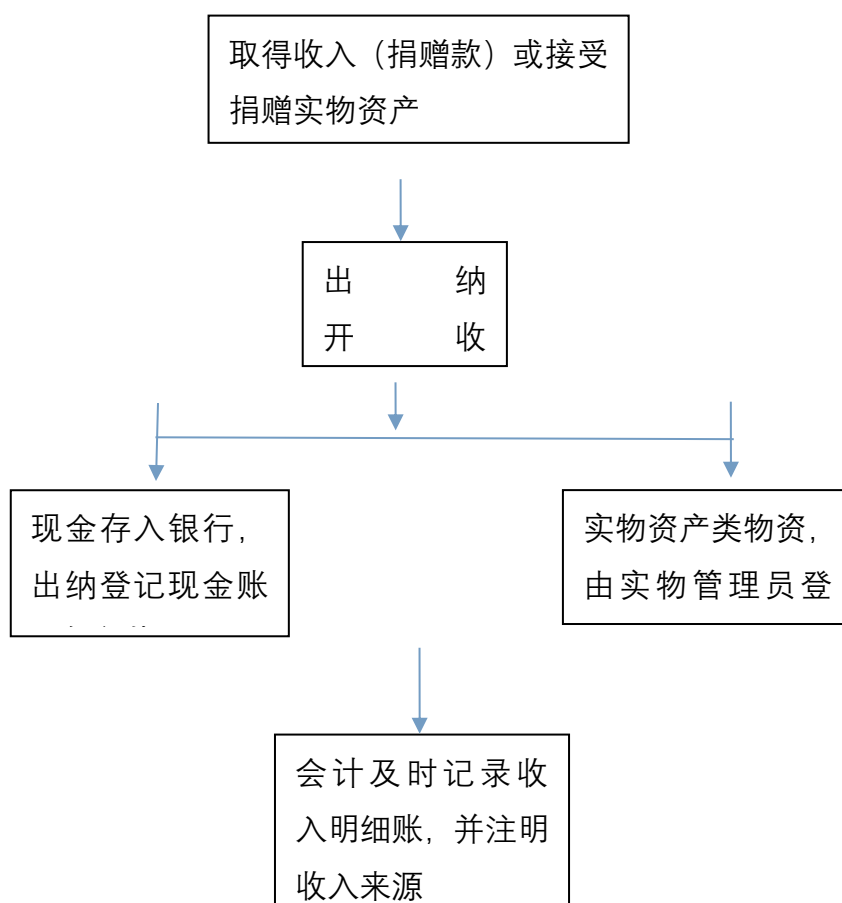 取得收入（捐赠款）或接受
捐赠实物资产
出 纳
开 收
现金存入银行，
出纳登记现金账
实物资产类物资，
由实物管理员登
会计及时记录收
入明细账，并注明
收入来源